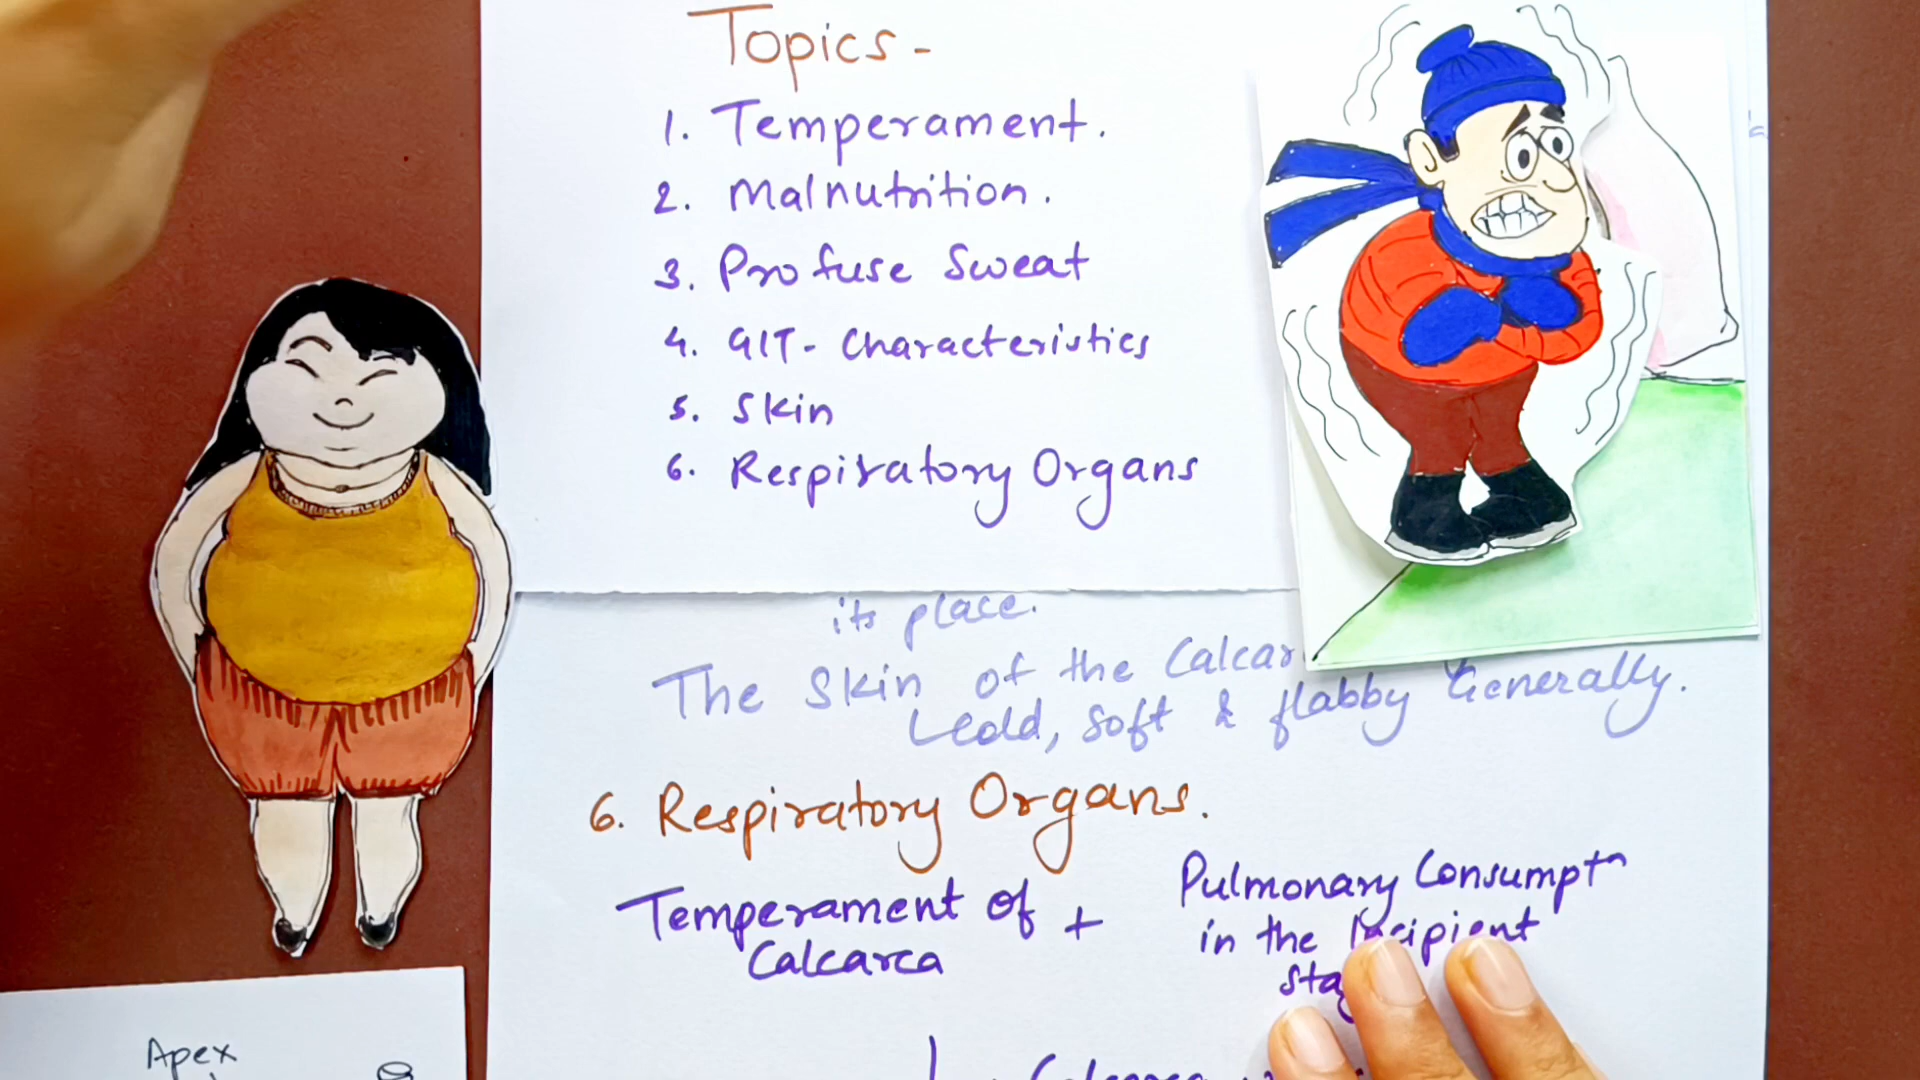 Topics -
1. Temperament.
2. Malnutrition.
3. Profuse Sweat
4. GIT- Characteristics
5. Skin
6. Respiratory Organs
its place.
The Skin of the Calcar
Cold, Soft & flabby Generally.
6. Respiratory Organs.
Temperament of + Pulmonary Consumptn
Calcarea in the Incipient
Apex